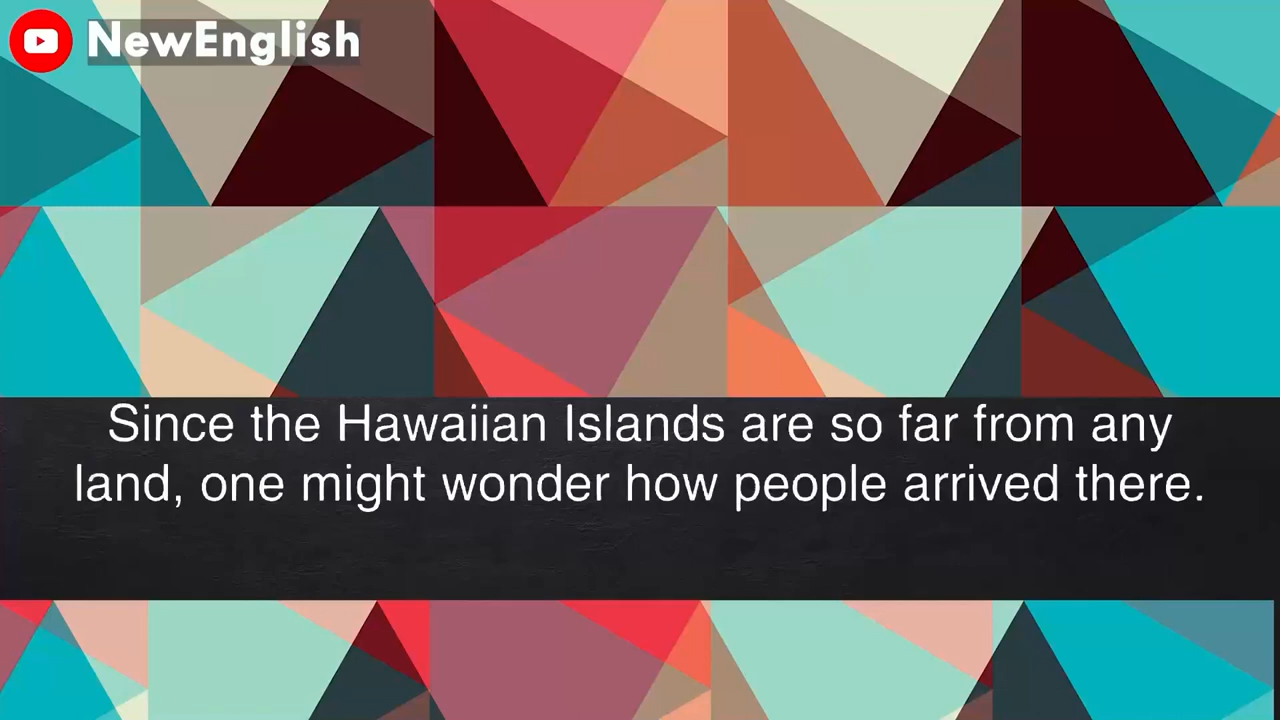 NewEnglish
Since the Hawaiian Islands are so far from any
land, one might wonder how people arrived there.